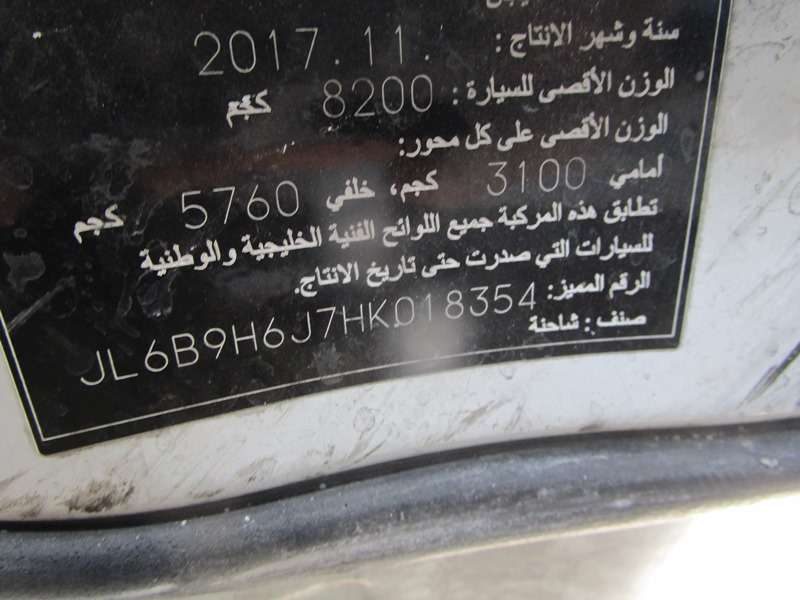 سنة وشهر الانتاج : 2017.11.
الوزن الأقصى للسيارة : 8200 كجم
الوزن الأقصى على كل محور:
أمامي 3100 كجم، خلفي 5760 كجم
تطابق هذه المركبة جميع اللوائح الفنية الخليجية والوطنية
للسيارات التي صدرت حتى تاريخ الانتاج.
الرقم المميز: JL6B9H6J7HK018354
صنف : شاحنة